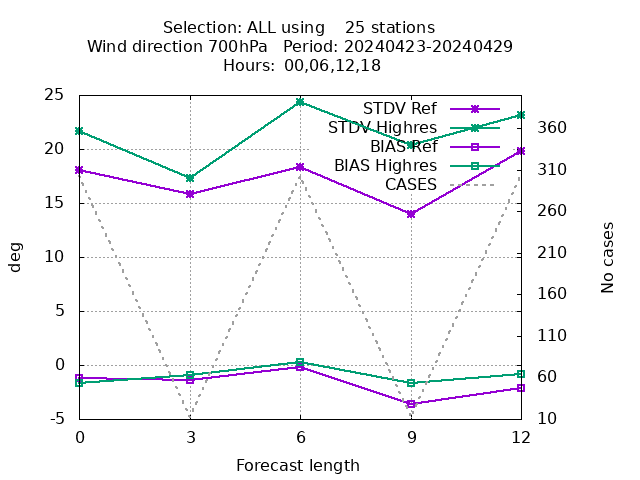 Selection: ALL using    25 stations
Wind direction 700hPa   Period: 20240423-20240429
Hours: 00,06,12,18
STDV Ref
STDV Highres
BIAS Ref
BIAS Highres
CASES
25
20
15
10
5
0
-5
deg
360
310
260
210
160
110
60
10
No cases
0 3 6 9 12
Forecast length